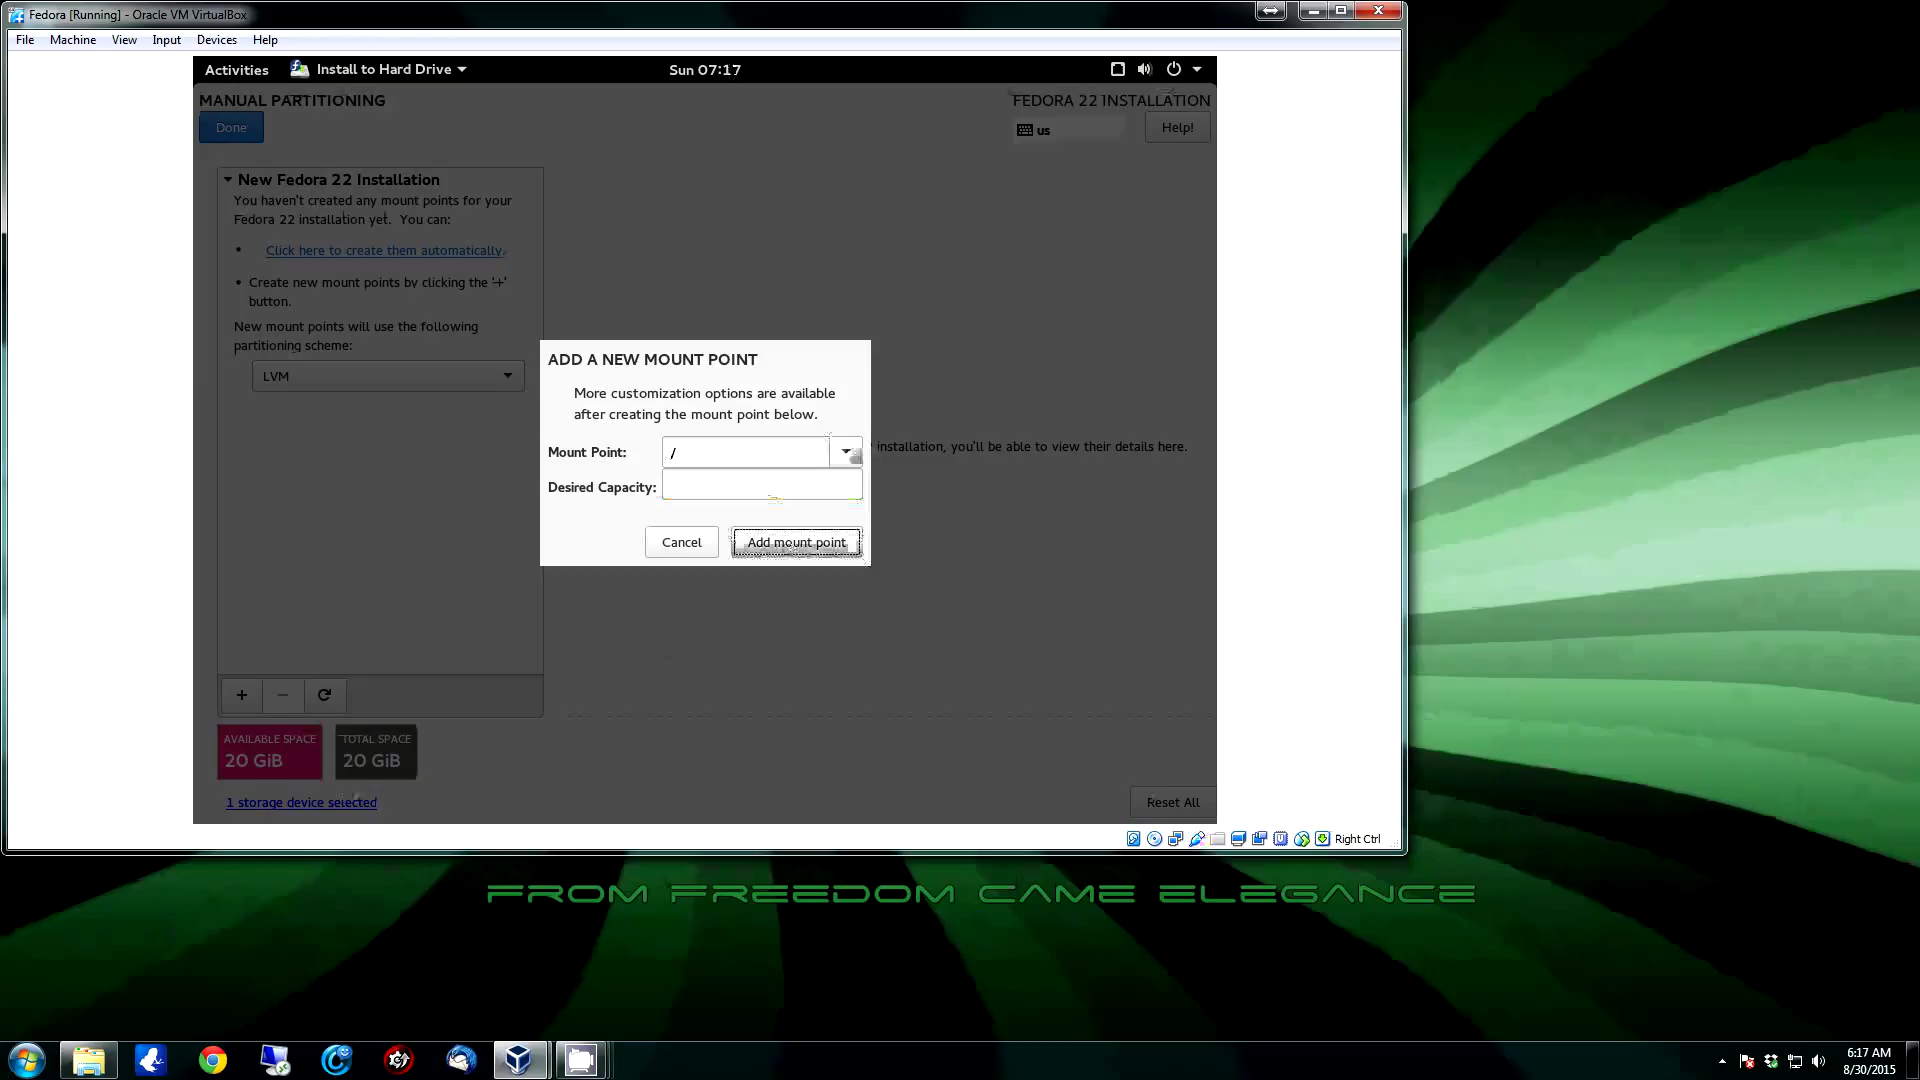 Fedora [Running] - Oracle VM VirtualBox
File Machine View Input Devices Help
Activities Install to Hard Drive Sun 07:17
MANUAL PARTITIONING
FEDORA 22 INSTALLATION
Done
us
Help!
New Fedora 22 Installation
You haven't created any mount points for your
Fedora 22 installation yet. You can:
• Click here to create them automatically.
• Create new mount points by clicking the '+'
button.
New mount points will use the following
partitioning scheme:
LVM
ADD A NEW MOUNT POINT
More customization options are available
after creating the mount point below.
Mount Point: /
installation, you'll be able to view their details here.
Desired Capacity:
Cancel Add mount point
+ −
AVAILABLE SPACE
20 GiB
TOTAL SPACE
20 GiB
1 storage device selected
Reset All
Right Ctrl
FROM FREEDOM CAME ELEGANCE
6:17 AM
8/30/2015